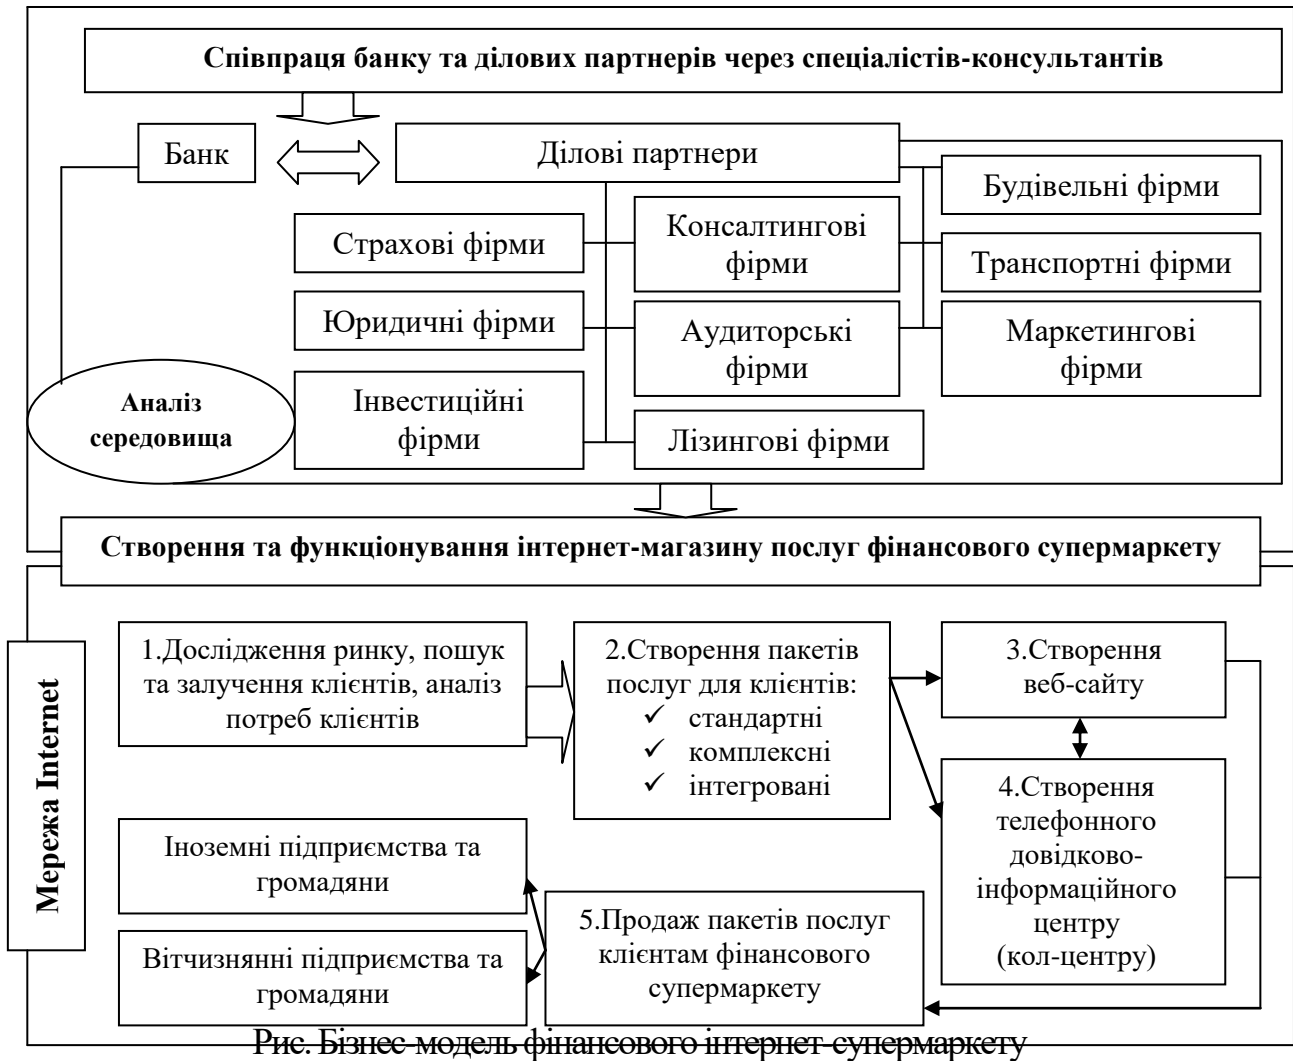 Співпраця банку та ділових партнерів через спеціалістів-консультантів
Банк
Ділові партнери
Будівельні фірми
Страхові фірми
Консалтингові
фірми
Транспортні фірми
Юридичні фірми
Аудиторські
фірми
Маркетингові
фірми
Аналіз
середовища
Інвестиційні
фірми
Лізингові фірми
Створення та функціонування інтернет-магазину послуг фінансового супермаркету
Мережа Internet
1.Дослідження ринку, пошук
та залучення клієнтів, аналіз
потреб клієнтів
2.Створення пакетів
послуг для клієнтів:
✓ стандартні
✓ комплексні
✓ інтегровані
3.Створення
веб-сайту
4.Створення
телефонного
довідково-
інформаційного
центру
(кол-центру)
Іноземні підприємства та
громадяни
Вітчизнянні підприємства та
громадяни
5.Продаж пакетів послуг
клієнтам фінансового
супермаркету
Рис. Бізнес-модель фінансового інтернет-супермаркету